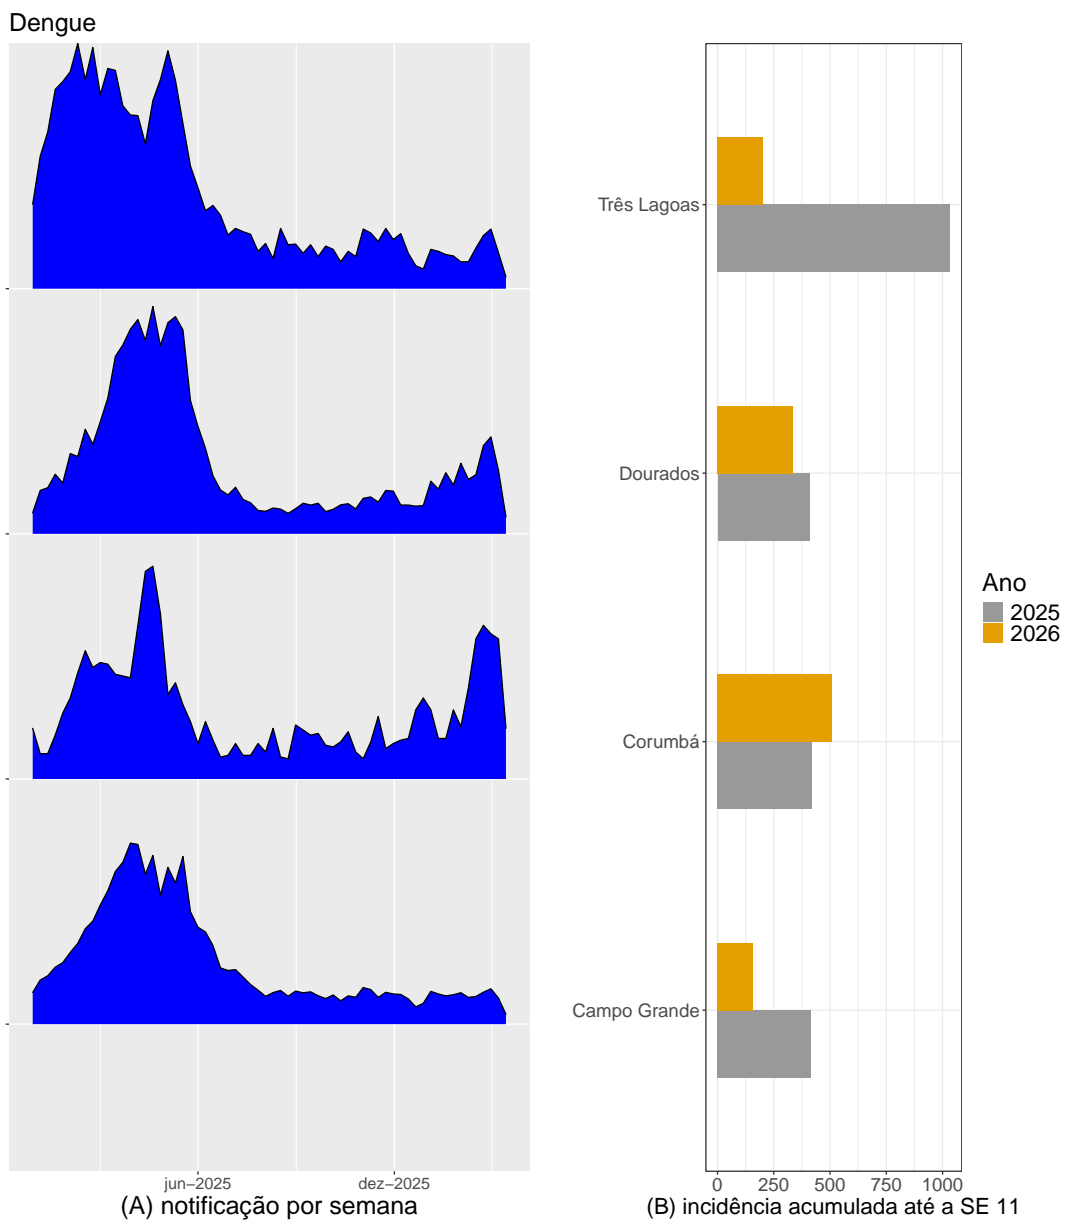 Dengue
Três Lagoas
Dourados
Corumbá
Campo Grande
Ano
2025
2026
jun–2025 dez–2025
0 250 500 750 1000
(A) notificação por semana
(B) incidência acumulada até a SE 11